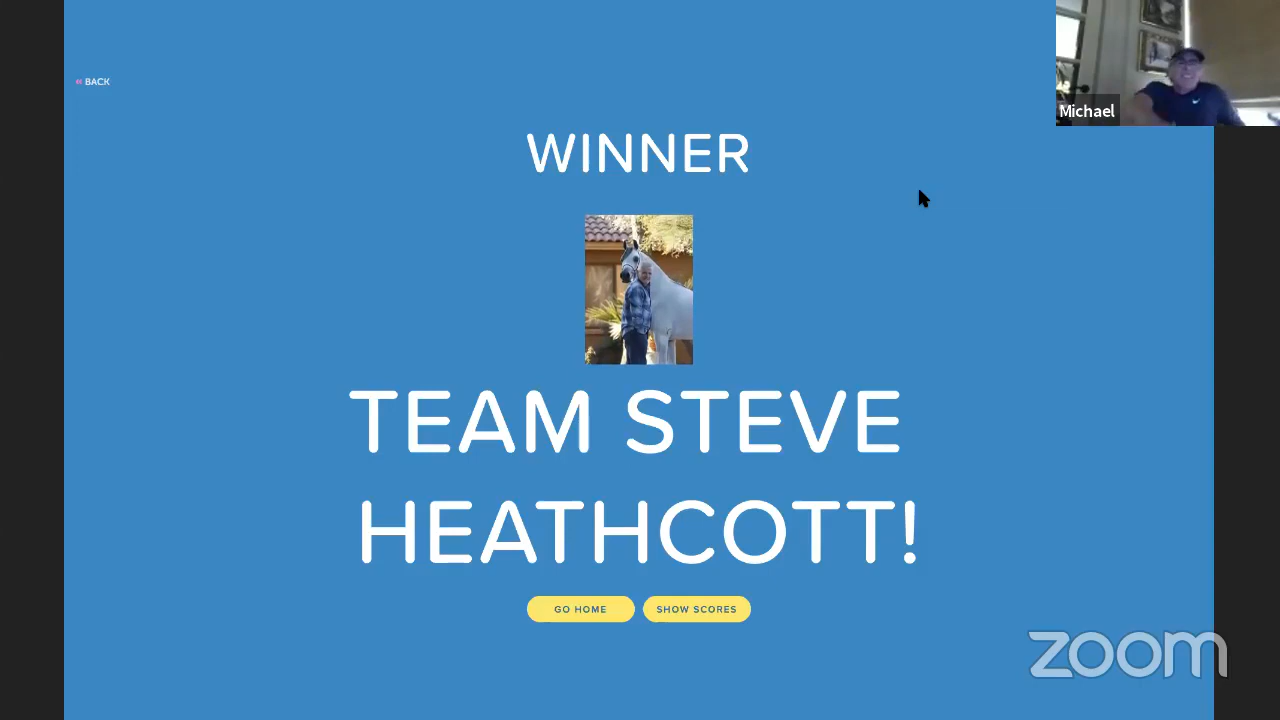 « BACK
Michael
WINNER
TEAM STEVE
HEATHCOTT!
GO HOME
SHOW SCORES
zoom